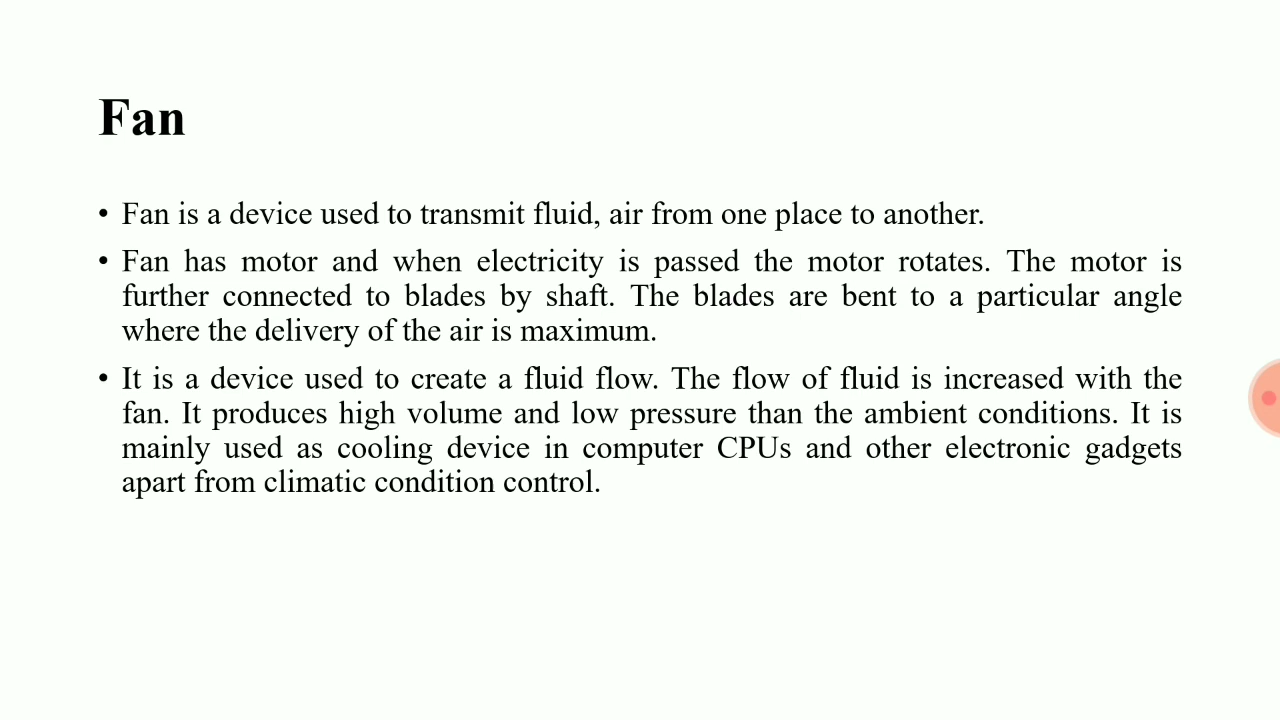 Fan
• Fan is a device used to transmit fluid, air from one place to another.
• Fan has motor and when electricity is passed the motor rotates. The motor is
further connected to blades by shaft. The blades are bent to a particular angle
where the delivery of the air is maximum.
• It is a device used to create a fluid flow. The flow of fluid is increased with the
fan. It produces high volume and low pressure than the ambient conditions. It is
mainly used as cooling device in computer CPUs and other electronic gadgets
apart from climatic condition control.